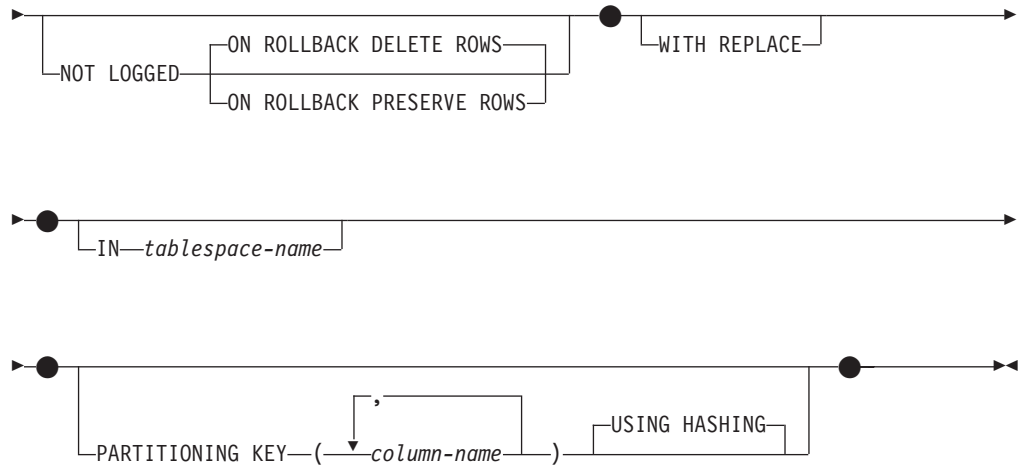 ON ROLLBACK DELETE ROWS
NOT LOGGED
ON ROLLBACK PRESERVE ROWS
WITH REPLACE
IN tablespace-name
,
PARTITIONING KEY ( column-name ) USING HASHING